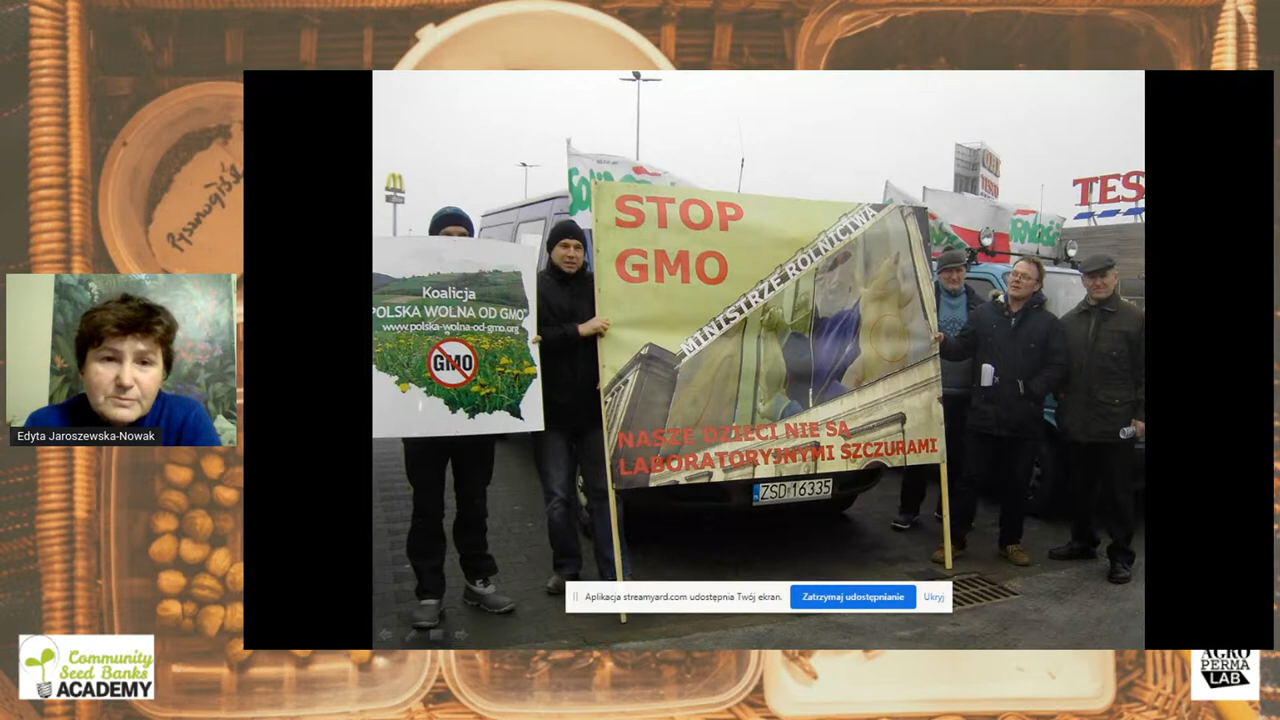 Pysznogłów
STOP
GMO
MINISTRZE ROLNICTWA
NASZE DZIECI NIE SĄ
LABORATORYJNYMI SZCZURAMI
Koalicja
POLSKA WOLNA OD GMO"
www.polska-wolna-od-gmo.org
GMO
TESCO
TES
ZSD 16335
Edyta Jaroszewska-Nowak
Aplikacja streamyard.com udostępnia Twój ekran.
Zatrzymaj udostępnianie
Ukryj
Community
Seed Banks
ACADEMY
AGRO
PERMA
LAB